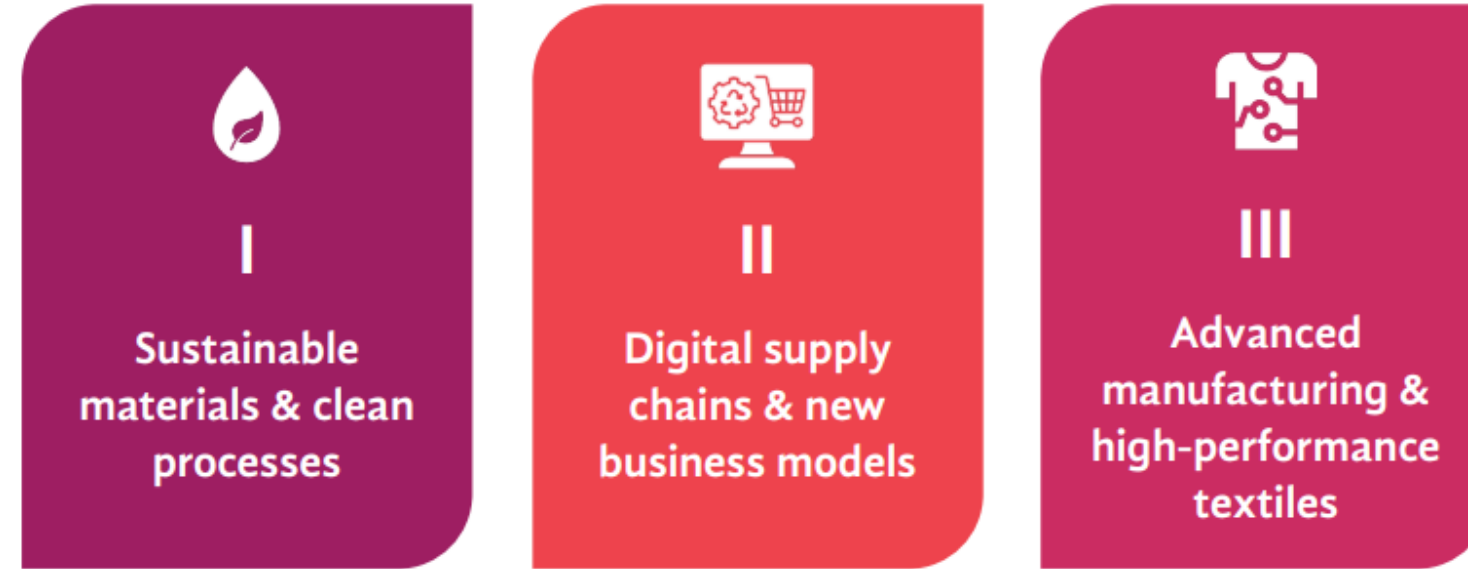 I
Sustainable
materials & clean
processes
II
Digital supply
chains & new
business models
III
Advanced
manufacturing &
high-performance
textiles